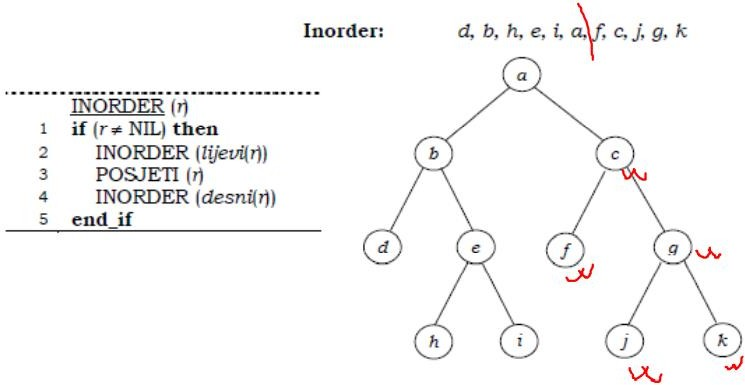 Inorder: d, b, h, e, i, a, f, c, j, g, k
INORDER (r)
1 if (r ≠ NIL) then
2 INORDER (lijevi(r))
3 POSJETI (r)
4 INORDER (desni(r))
5 end_if
a
b c
d e f g
h i j k